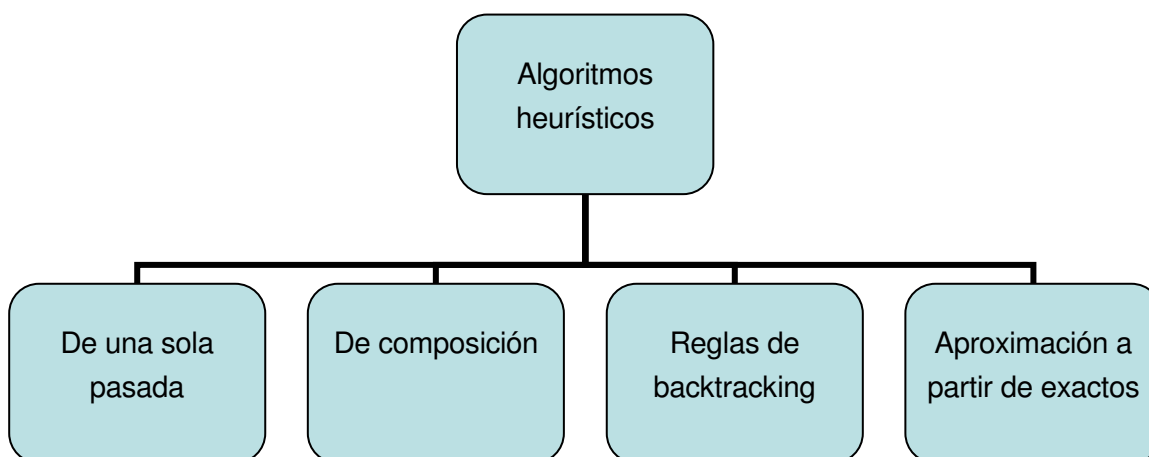 Algoritmos
heurísticos
De una sola
pasada
De composición
Reglas de
backtracking
Aproximación a
partir de exactos